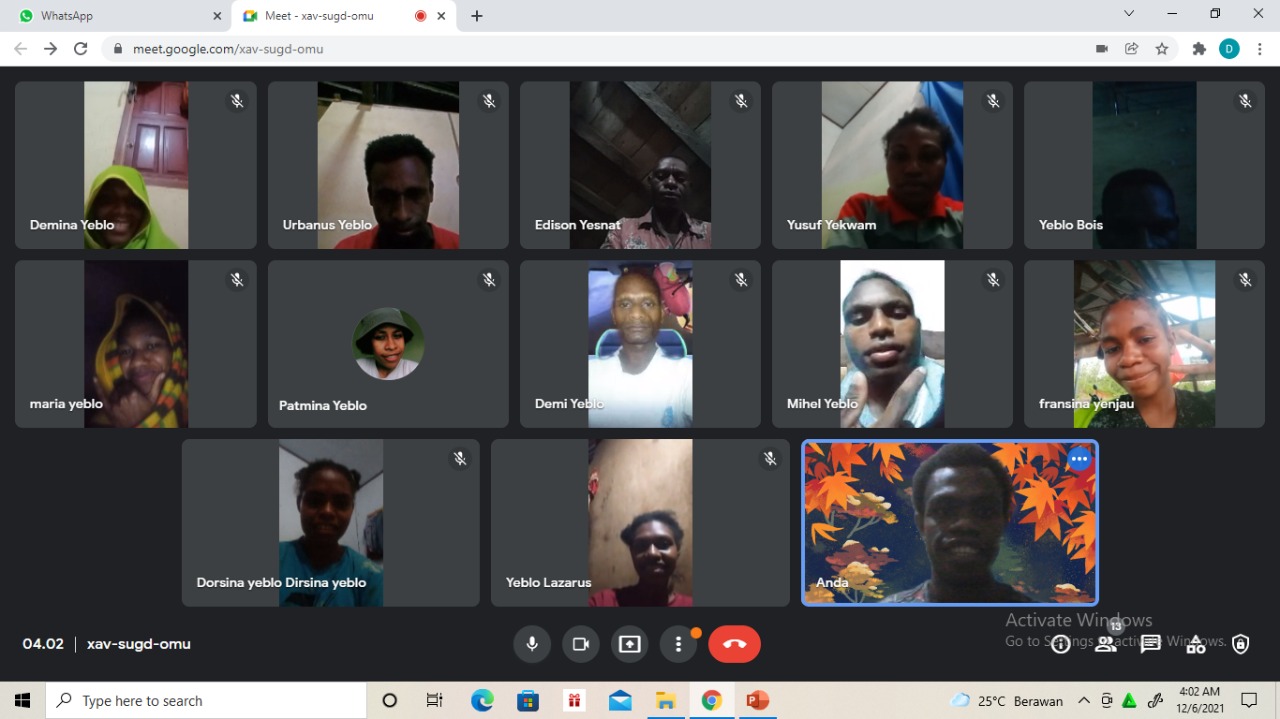 WhatsApp
Meet - xav-sugd-omu
meet.google.com/xav-sugd-omu
D
Demina Yeblo
Urbanus Yeblo
Edison Yesnat
Yusuf Yekwam
Yeblo Bois
maria yeblo
Patmina Yeblo
Demi Yeblo
Mihel Yeblo
fransina yenjau
Dorsina yeblo Dirsina yeblo
Yeblo Lazarus
Anda
Activate Windows
Go to Settings to activate Windows.
04.02 | xav-sugd-omu
13
Type here to search
25°C Berawan
4:02 AM
12/6/2021